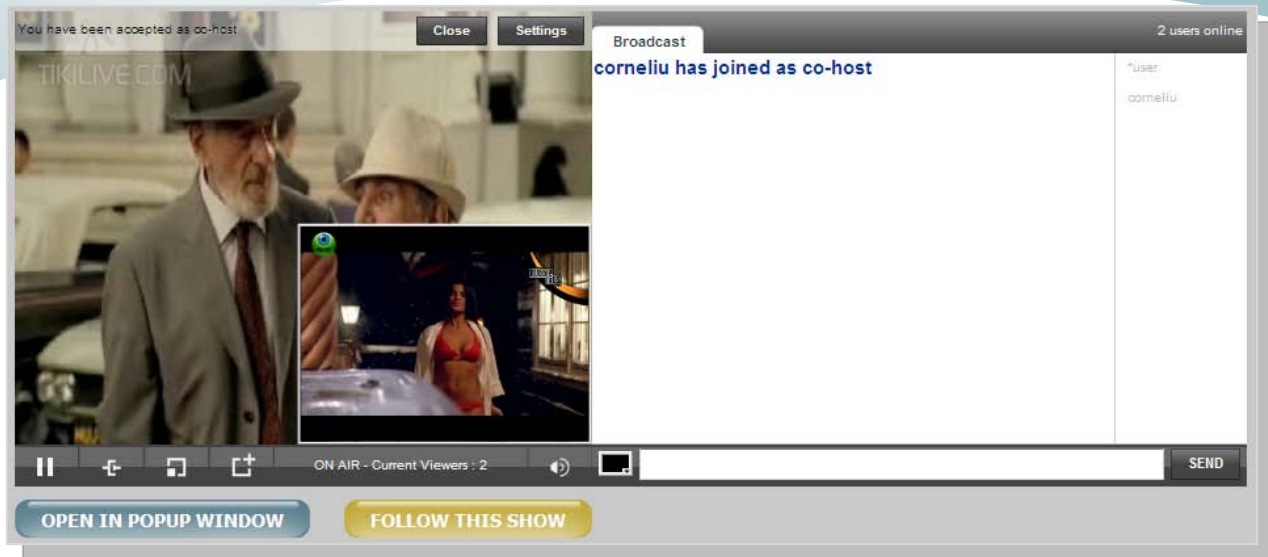 You have been accepted as co-host
Close
Settings
TIKILIVE.COM
Broadcast
2 users online
corneliu has joined as co-host
*user
corneliu
ON AIR - Current Viewers : 2
SEND
OPEN IN POPUP WINDOW
FOLLOW THIS SHOW